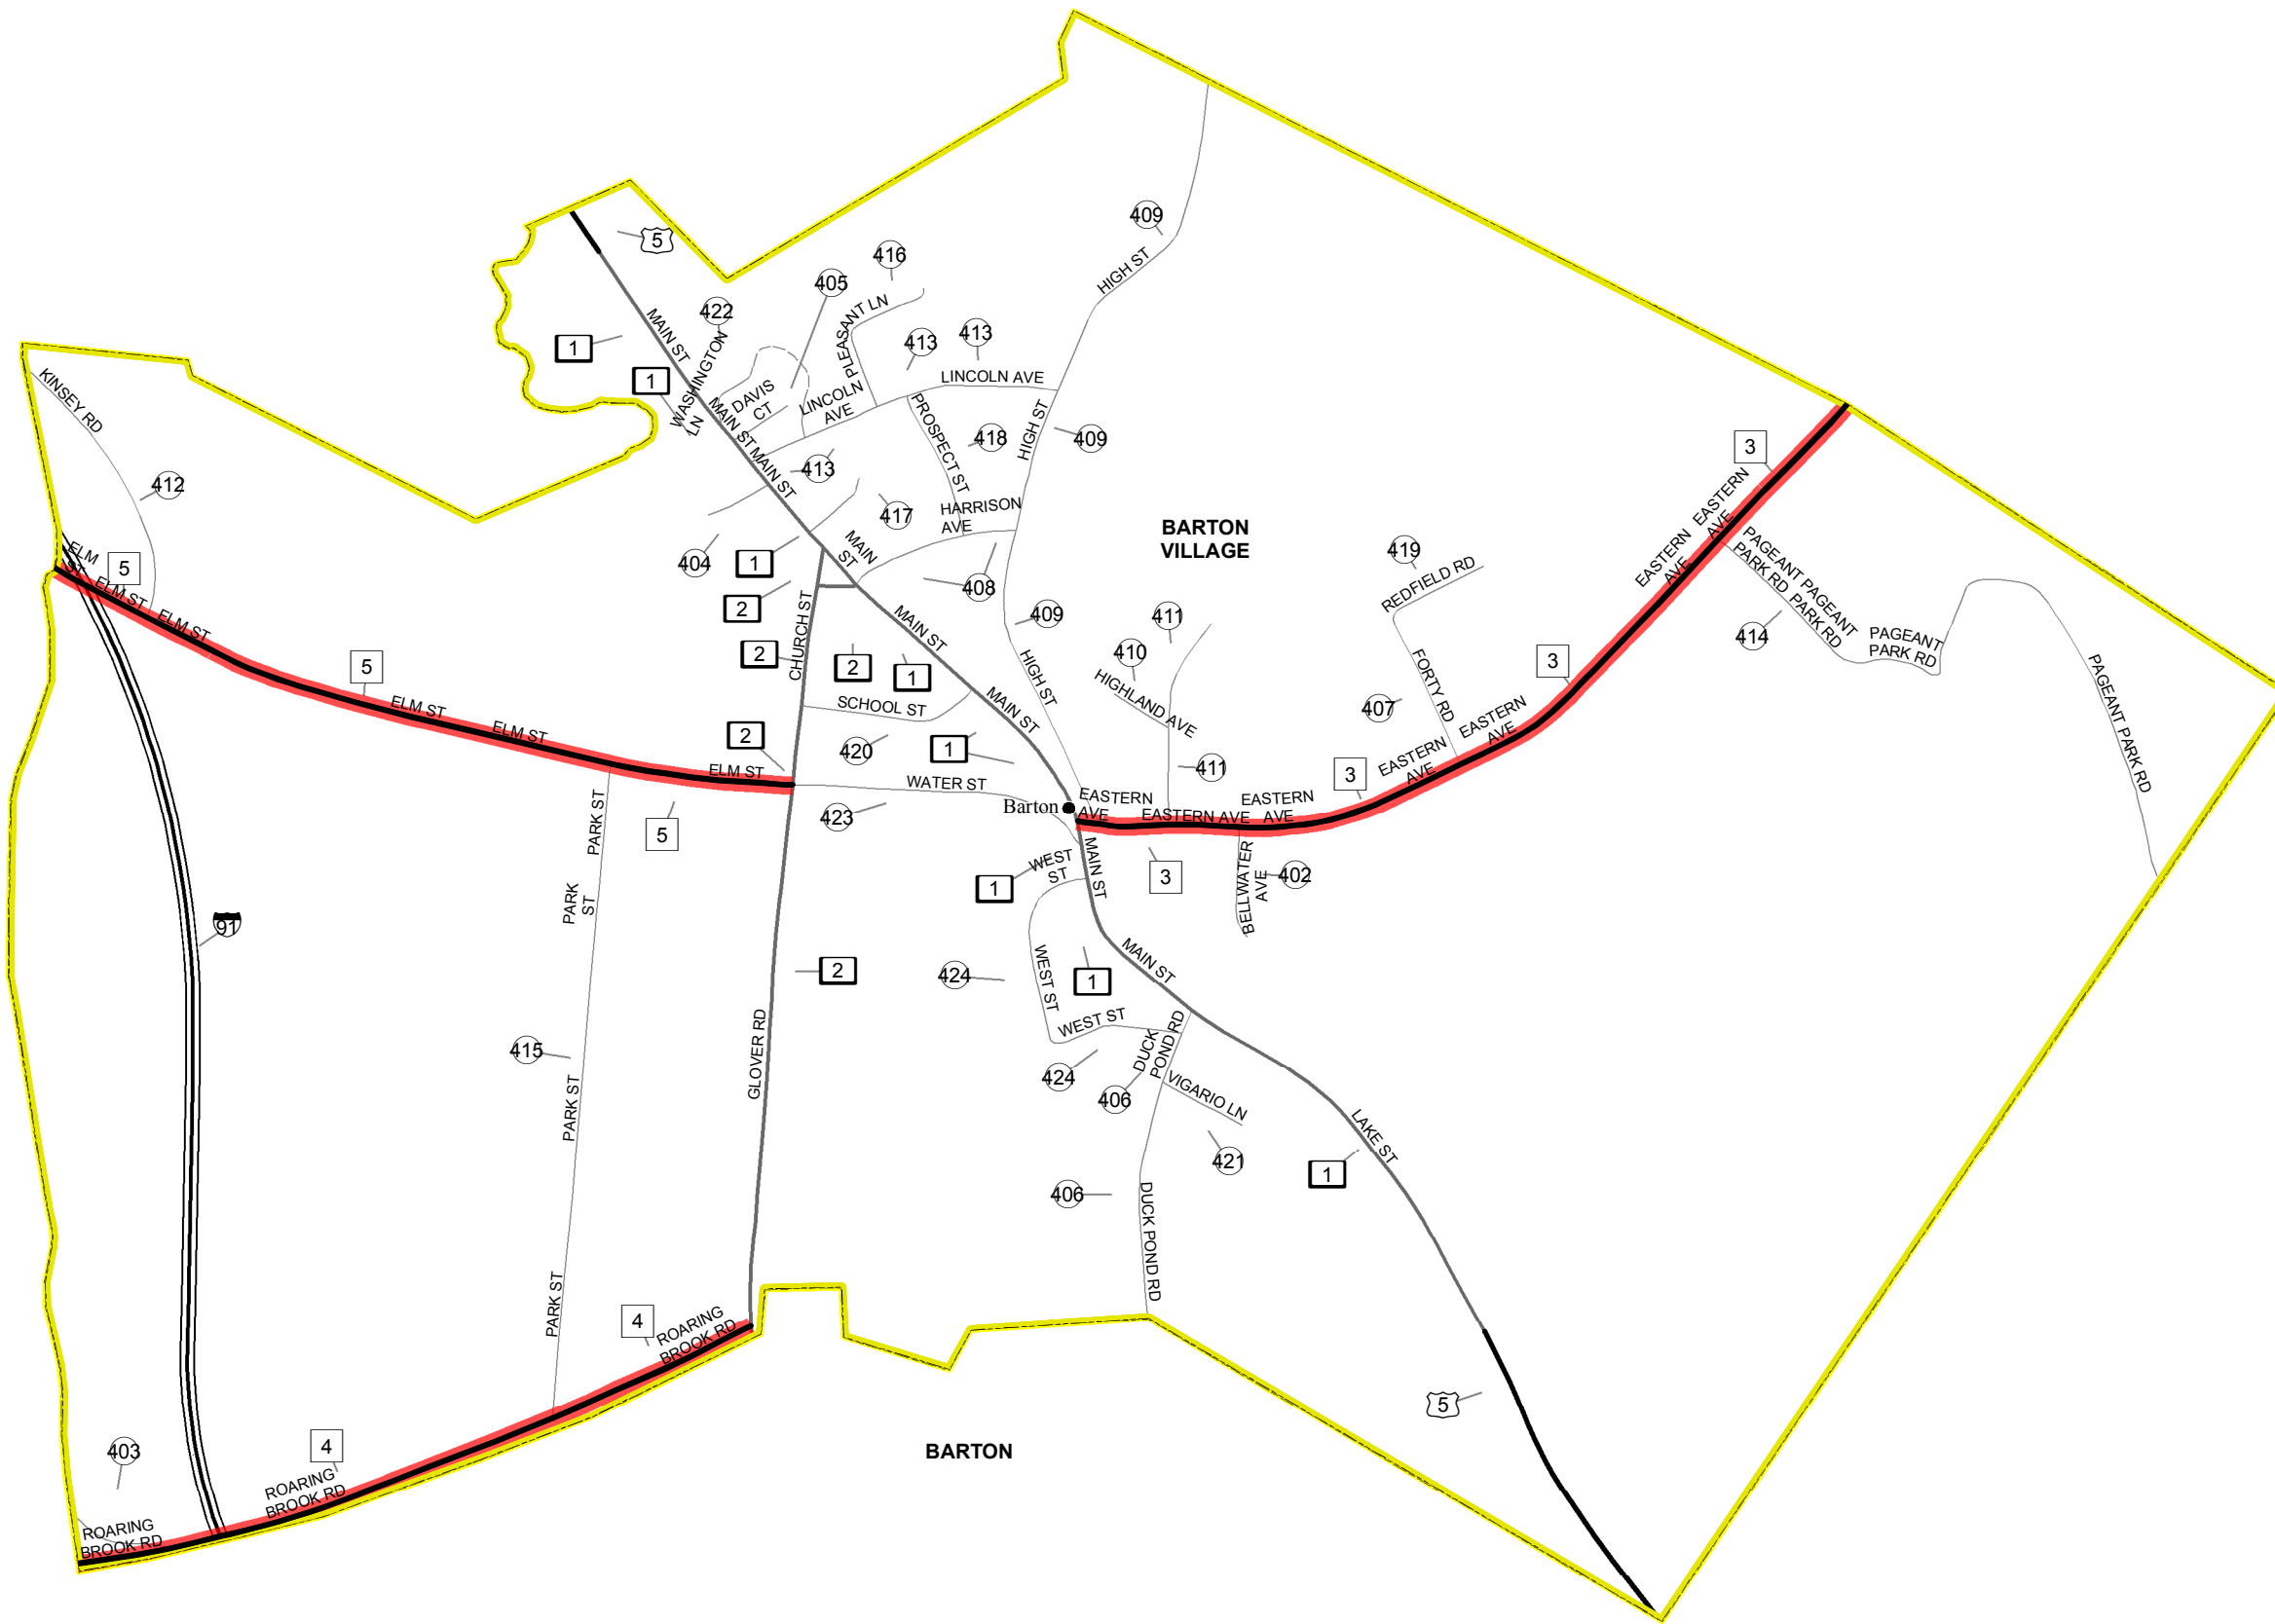 409
HIGH ST
5
416
405
422
PLEASANT LN
1
MAIN ST
413
413
WASHINGTON
LN
1
LINCOLN AVE
KINSEY RD
DAVIS
CT
LINCOLN
AVE
MAIN ST
PROSPECT ST
418
HIGH ST
409
3
MAIN ST
413
412
417
HARRISON
AVE
BARTON
VILLAGE
EASTERN
AVE
MAIN
ST
404
1
419
PAGEANT
PARK RD
PAGEANT
PARK RD
ELM
ST
5
ELM ST
REDFIELD RD
EASTERN
AVE
408
2
CHURCH ST
409
411
414
ELM ST
MAIN ST
PAGEANT
PARK RD
5
2
2
1
HIGH ST
410
3
FORTY RD
HIGHLAND AVE
407
PAGEANT PARK RD
ELM ST
SCHOOL ST
MAIN ST
EASTERN
AVE
ELM ST
2
420
1
EASTERN
AVE
411
3
ELM ST
WATER ST
Barton
EASTERN
AVE
EASTERN AVE
EASTERN
AVE
PARK ST
5
423
WEST
ST
MAIN ST
3
BELLWATER
AVE
402
1
PARK
ST
91
2
424
WEST ST
1
MAIN ST
GLOVER RD
WEST ST
DUCK
POND RD
415
424
406
VIGARIO LN
PARK ST
LAKE ST
421
1
406
DUCK POND RD
PARK ST
4
ROARING
BROOK RD
5
BARTON
403
4
ROARING
BROOK RD
ROARING
BROOK RD